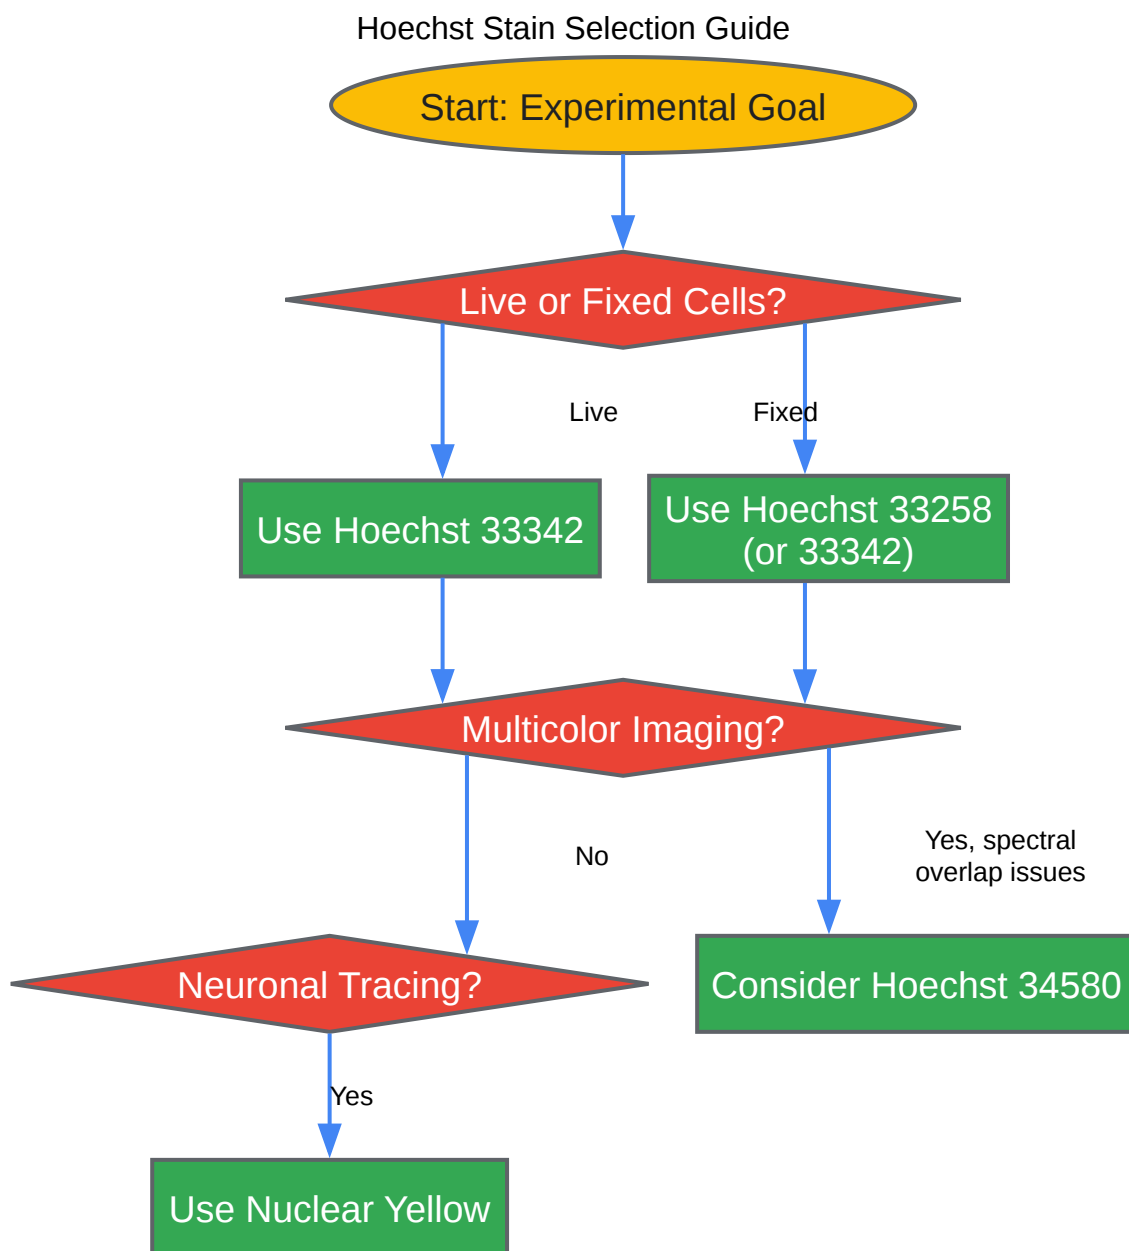 Hoechst Stain Selection Guide
Start: Experimental Goal
Live or Fixed Cells?
Live
Fixed
Use Hoechst 33342
Use Hoechst 33258
(or 33342)
Multicolor Imaging?
No
Yes, spectral
overlap issues
Neuronal Tracing?
Consider Hoechst 34580
Yes
Use Nuclear Yellow